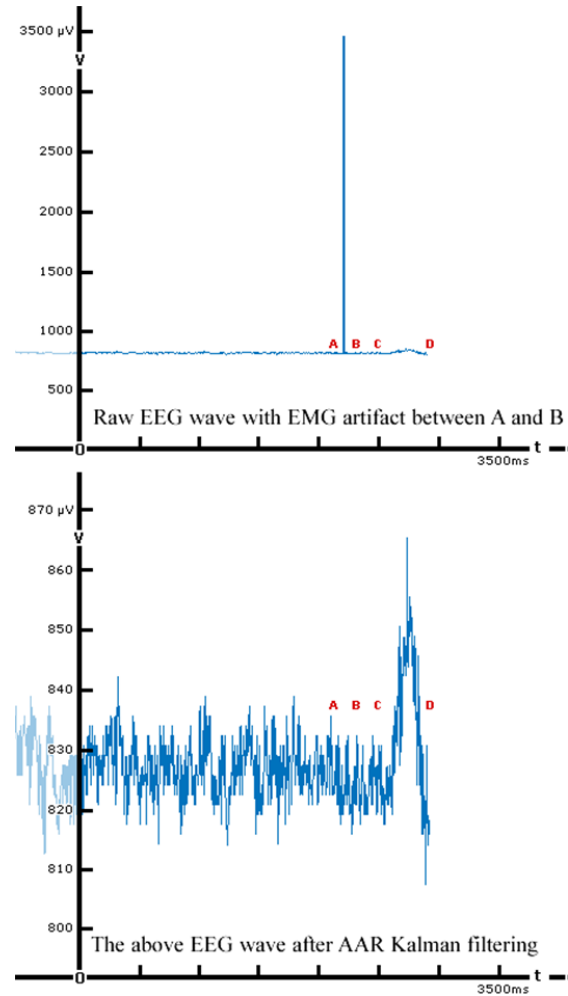 3500 µV
V
3000
2500
2000
1500
1000
A B C D
500
Raw EEG wave with EMG artifact between A and B
0 t
3500ms
870 µV
V
860
850
840
A B C D
830
820
810
800
The above EEG wave after AAR Kalman filtering
0 t
3500ms